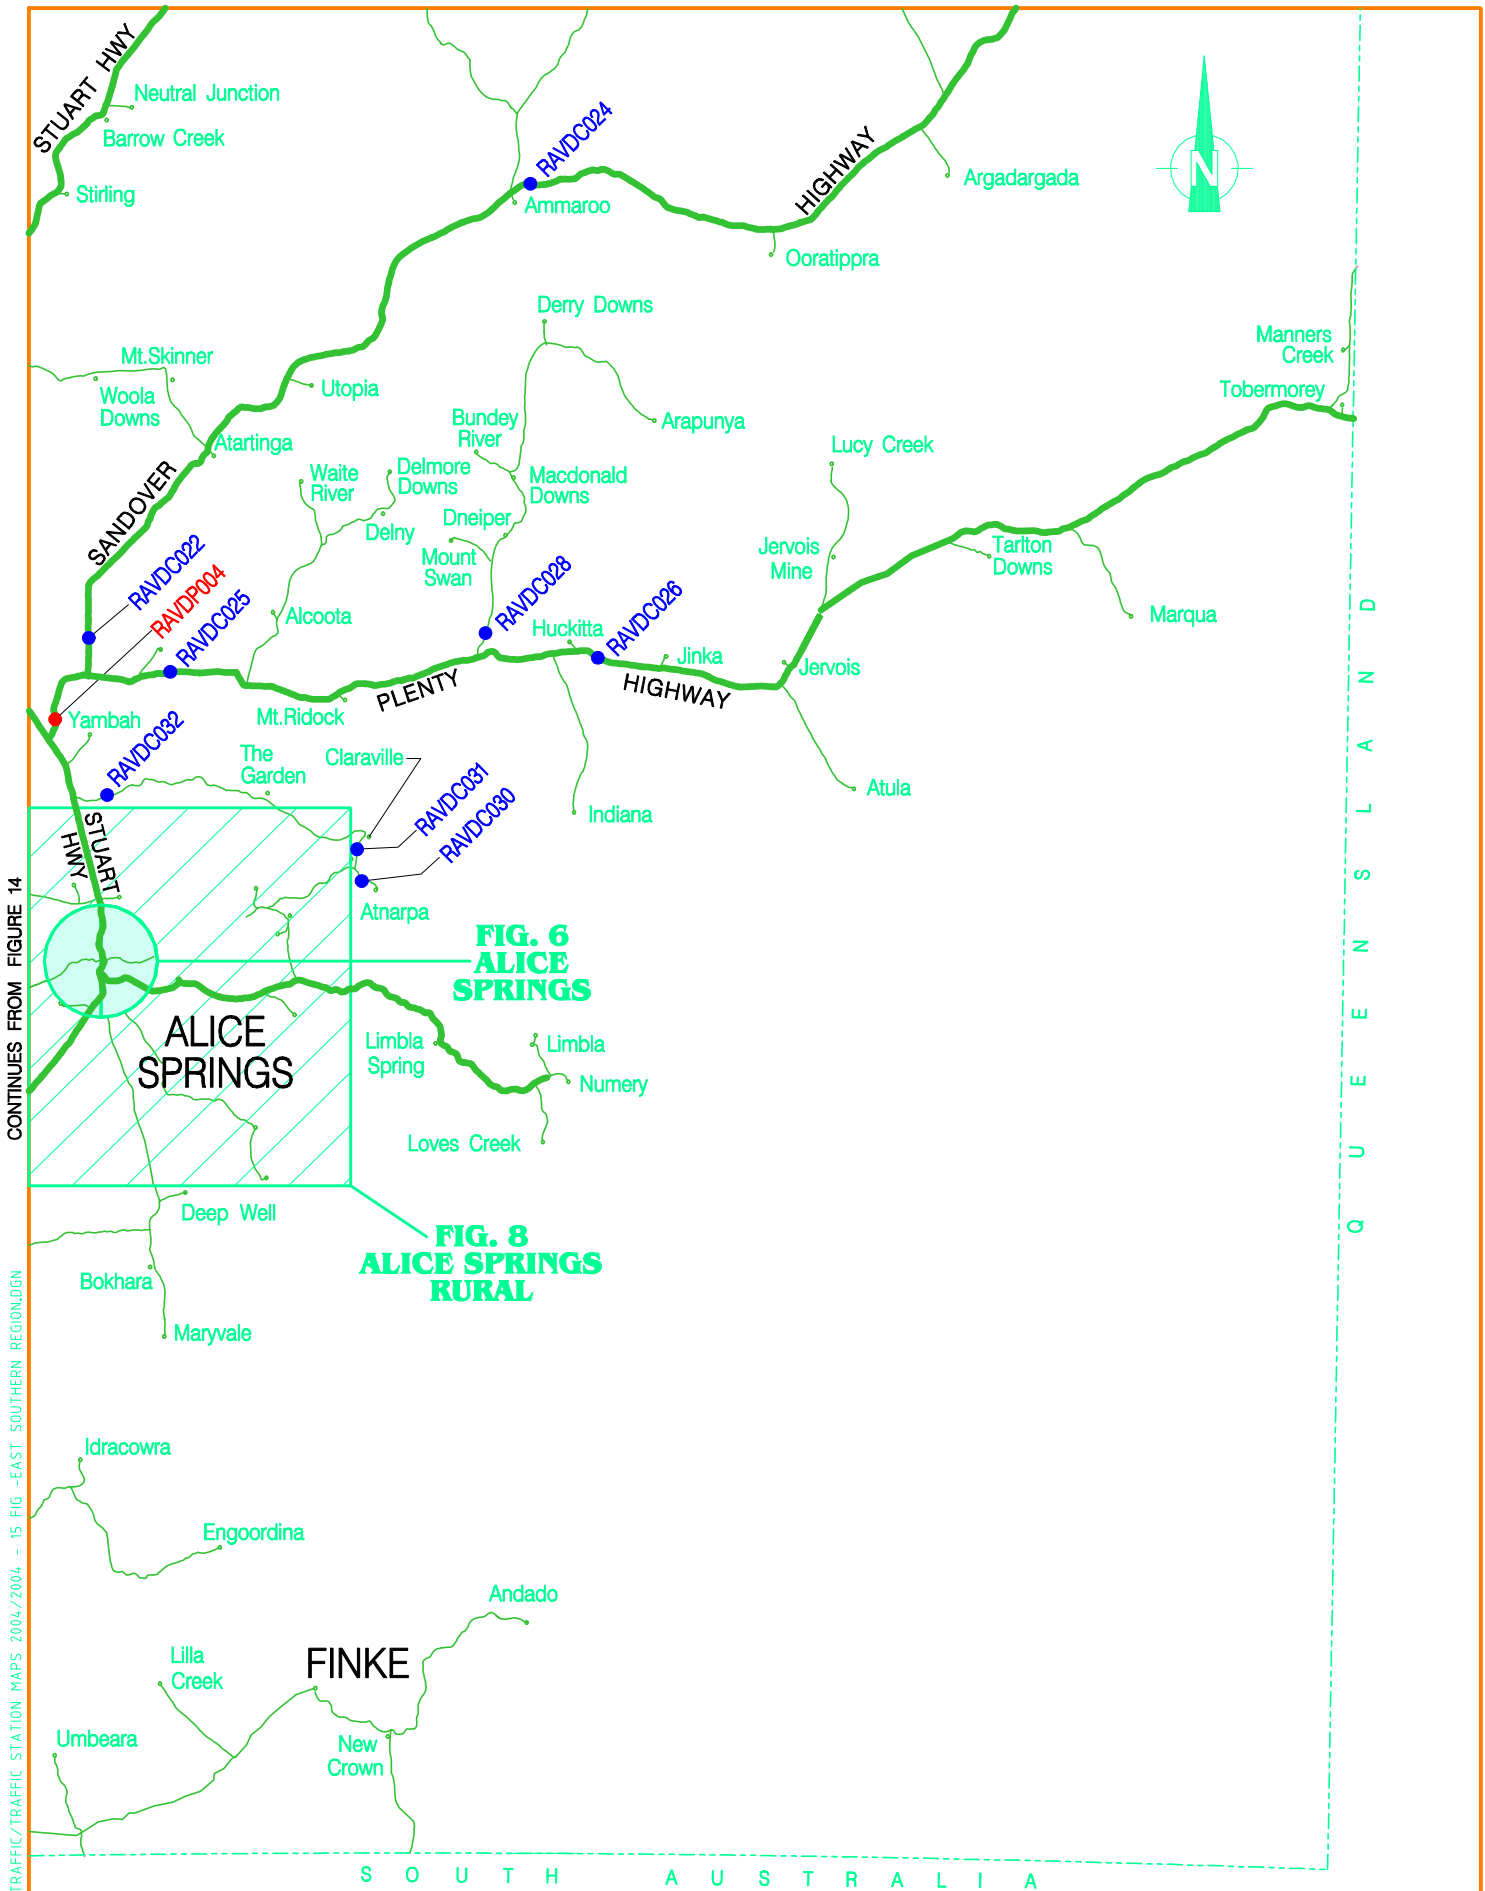 STUART HWY
Neutral Junction
Barrow Creek
Stirling
RAVDC024
Ammaroo
HIGHWAY
Argadargada
N
Ooratippra
Derry Downs
Manners
Creek
Tobermorey
Mt.Skinner
Woola
Downs
Utopia
Bundey
River
Arapunya
Atartinga
Lucy Creek
Waite
River
Delmore
Downs
Macdonald
Downs
Delny
Dneiper
SANDOVER
Mount
Swan
Jervois
Mine
Tarlton
Downs
RAVDC022
RAVDP004
RAVDC025
RAVDC028
RAVDC026
Alcoota
Huckitta
Marqua
Jinka
Jervois
PLENTY
HIGHWAY
Mt.Ridock
Yambah
RAVDC032
The
Garden
Claraville
Atula
Indiana
RAVDC031
RAVDC030
STUART
HWY
Atnarpa
CONTINUES FROM FIGURE 14
FIG. 6
ALICE
SPRINGS
ALICE
SPRINGS
Limbla
Spring
Limbla
Numery
Loves Creek
QUEENSLAND
Deep Well
FIG. 8
ALICE SPRINGS
RURAL
Bokhara
Maryvale
Idracowra
Engoordina
Andado
FINKE
Lilla
Creek
Umbeara
New
Crown
SOUTH AUSTRALIA
TRAFFIC/TRAFFIC STATION MAPS 2004/2004 - 15 FIG -EAST SOUTHERN REGION.DGN